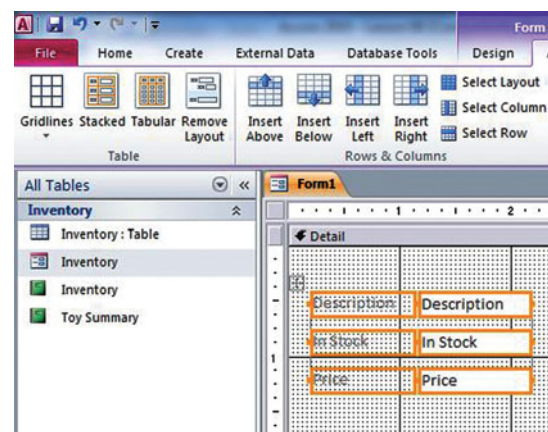 A
Form
File Home Create External Data Database Tools Design
Gridlines Stacked Tabular Remove Layout Insert Above Insert Below Insert Left Insert Right Select Layout
Select Column
Select Row
Table Rows & Columns
All Tables « Form1
Inventory
1 2
Inventory : Table
Detail
Inventory
Inventory
Description Description
Toy Summary
In Stock In Stock
1
Price Price